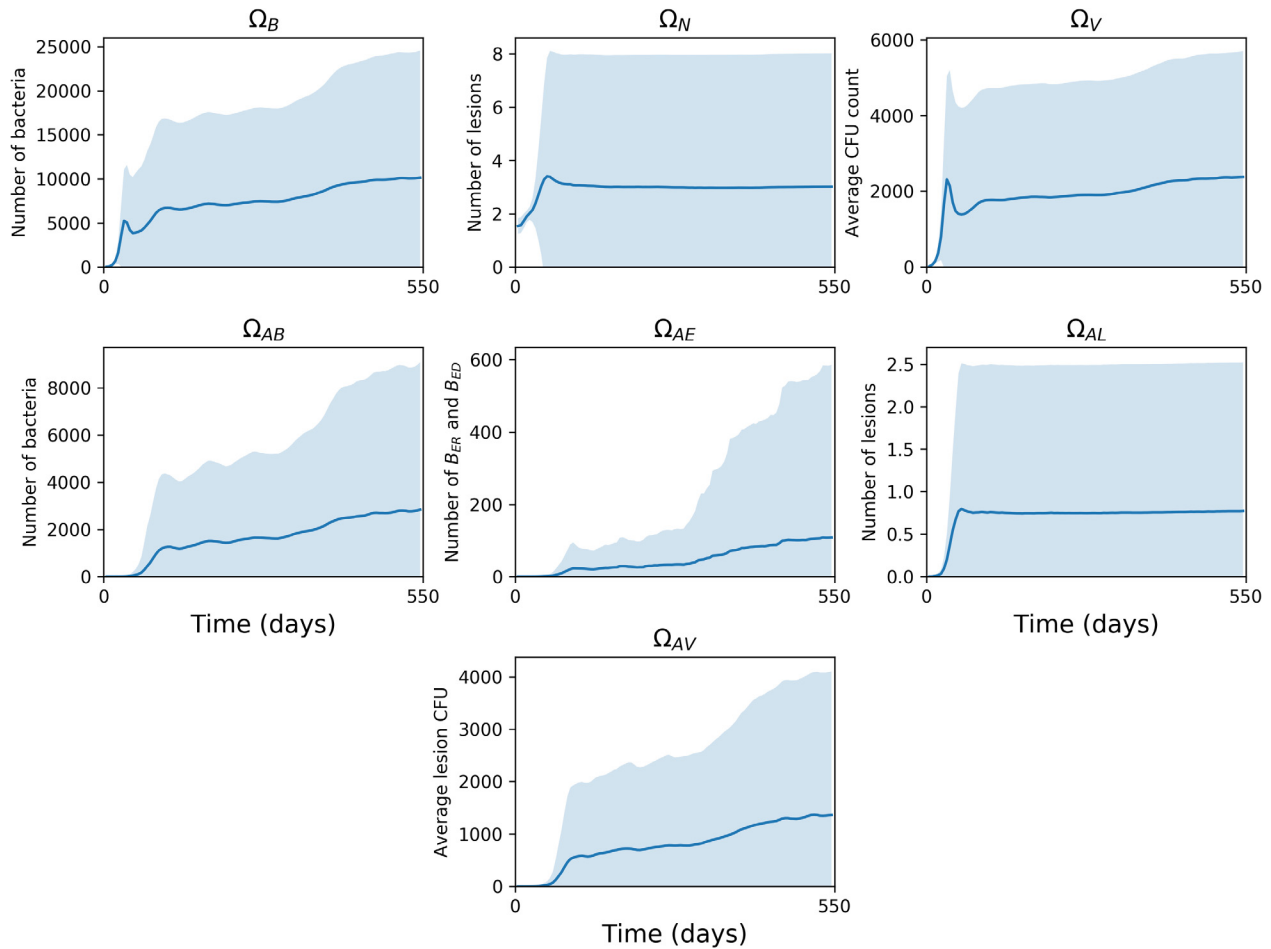 Ω_B
Number of bacteria
25000
20000
15000
10000
5000
0
0
550
Ω_N
Number of lesions
8
6
4
2
0
0
550
Ω_V
Average CFU count
6000
4000
2000
0
0
550
Ω_AB
Number of bacteria
8000
6000
4000
2000
0
0
550
Time (days)
Ω_AE
Number of B_ER and B_ED
600
400
200
0
0
550
Ω_AL
Number of lesions
2.5
2.0
1.5
1.0
0.5
0.0
0
550
Time (days)
Ω_AV
Average lesion CFU
4000
3000
2000
1000
0
0
550
Time (days)